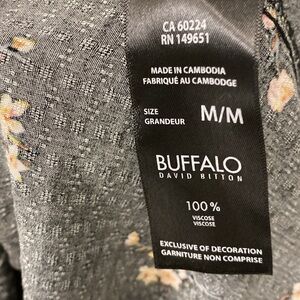 CA 60224
RN 149651
MADE IN CAMBODIA
FABRIQUÉ AU CAMBODGE
SIZE
GRANDEUR
M/M
BUFFALO
DAVID BITTON
100 %
VISCOSE
VISCOSE
EXCLUSIVE OF DECORATION
GARNITURE NON COMPRISE